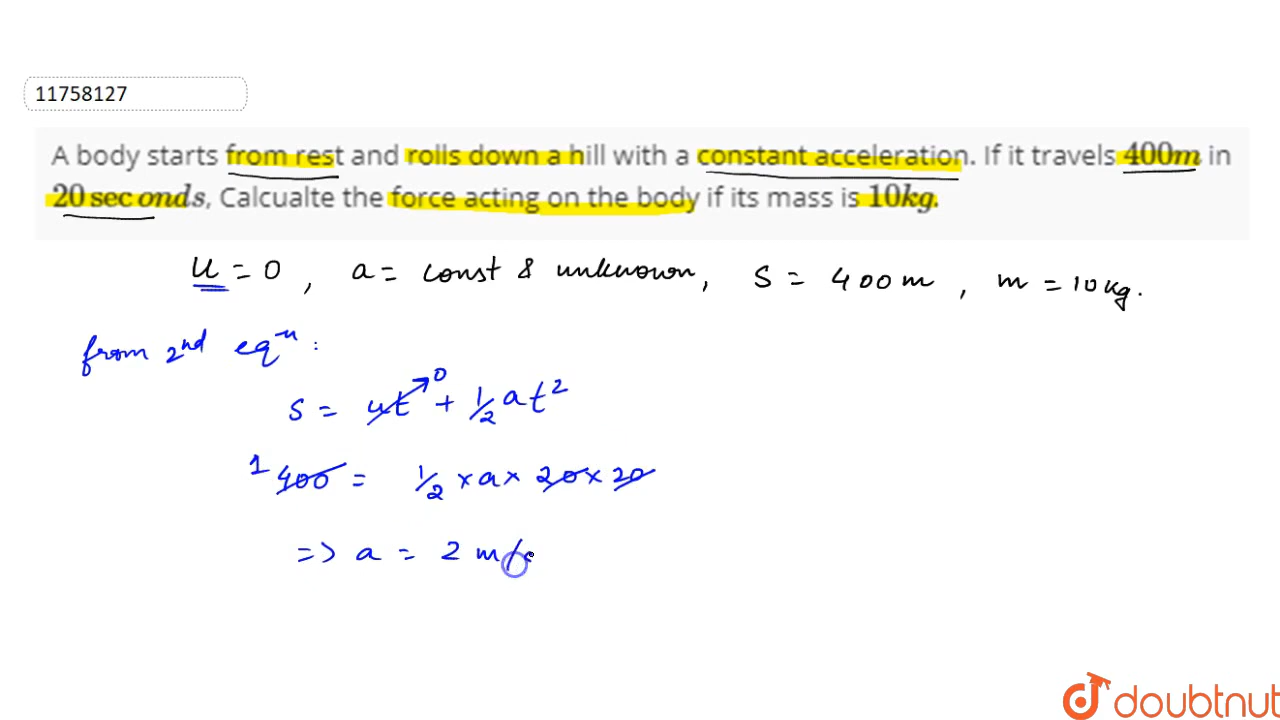 11758127
A body starts from rest and rolls down a hill with a constant acceleration. If it travels 400m in
20 sec onds, Calcualte the force acting on the body if its mass is 10kg.
u = 0 , a = const & unknown, S = 400 m , m = 10 kg.
from 2nd eqⁿ :
S = ut ↗ 0 + 1/2 at²
1 400 = 1/2 × a × 20 × 20
=> a = 2 m/
doubtnut